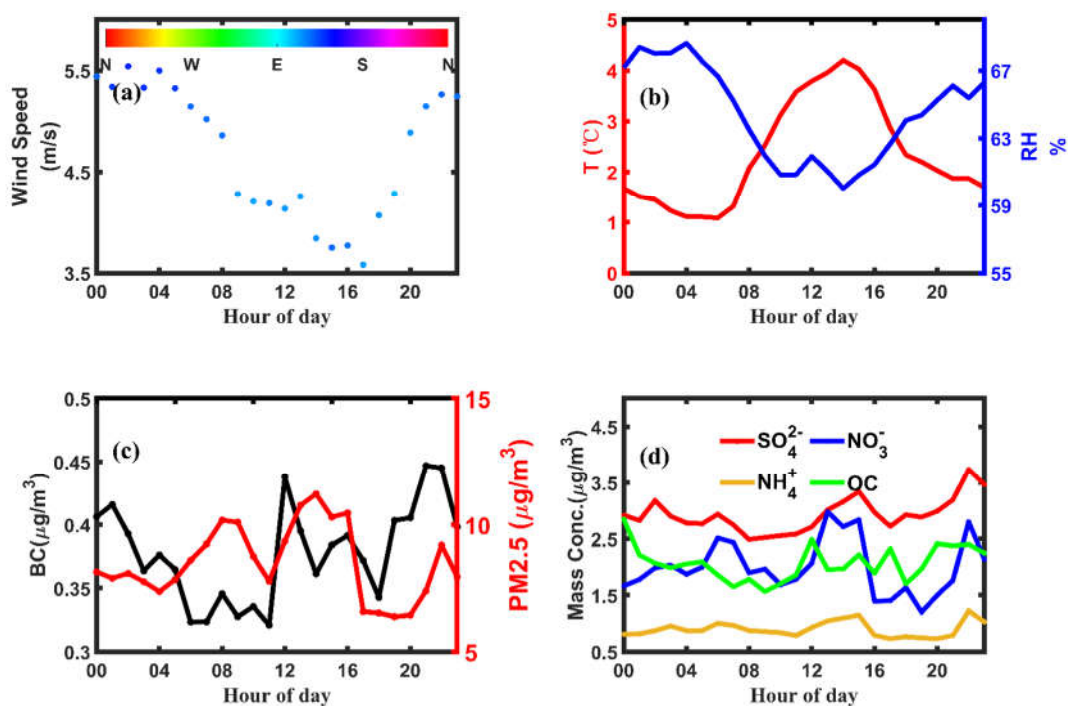 N W E S N
(a)
Wind Speed
(m/s)
5.5
4.5
3.5
00 04 08 12 16 20
Hour of day
(b)
T (℃)
5
4
3
2
1
0
RH
%
67
63
59
55
00 04 08 12 16 20
Hour of day
(c)
BC(μg/m³)
0.5
0.45
0.4
0.35
0.3
PM2.5 (μg/m³)
15
10
5
00 04 08 12 16 20
Hour of day
(d)
Mass Conc.(μg/m³)
4.5
3.5
2.5
1.5
0.5
SO₄²⁻ NO₃⁻
NH₄⁺ OC
00 04 08 12 16 20
Hour of day